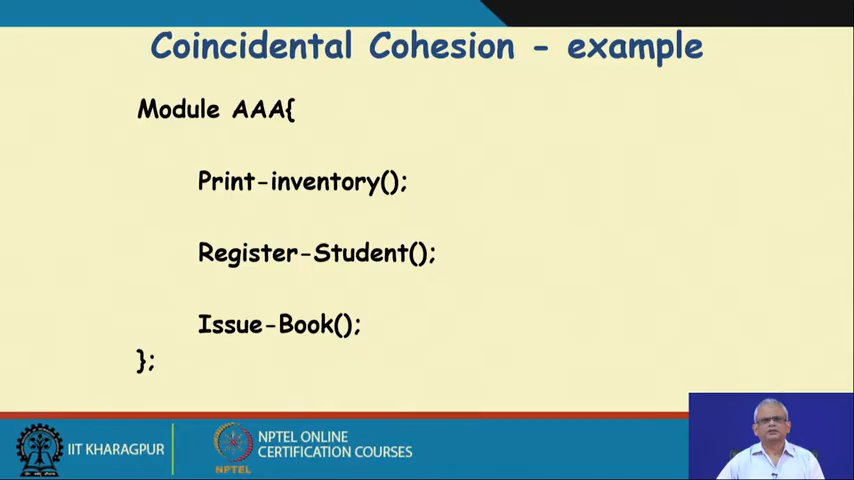 Coincidental Cohesion - example
Module AAA{
Print-inventory();
Register-Student();
Issue-Book();
};
IIT KHARAGPUR
NPTEL
NPTEL ONLINE
CERTIFICATION COURSES